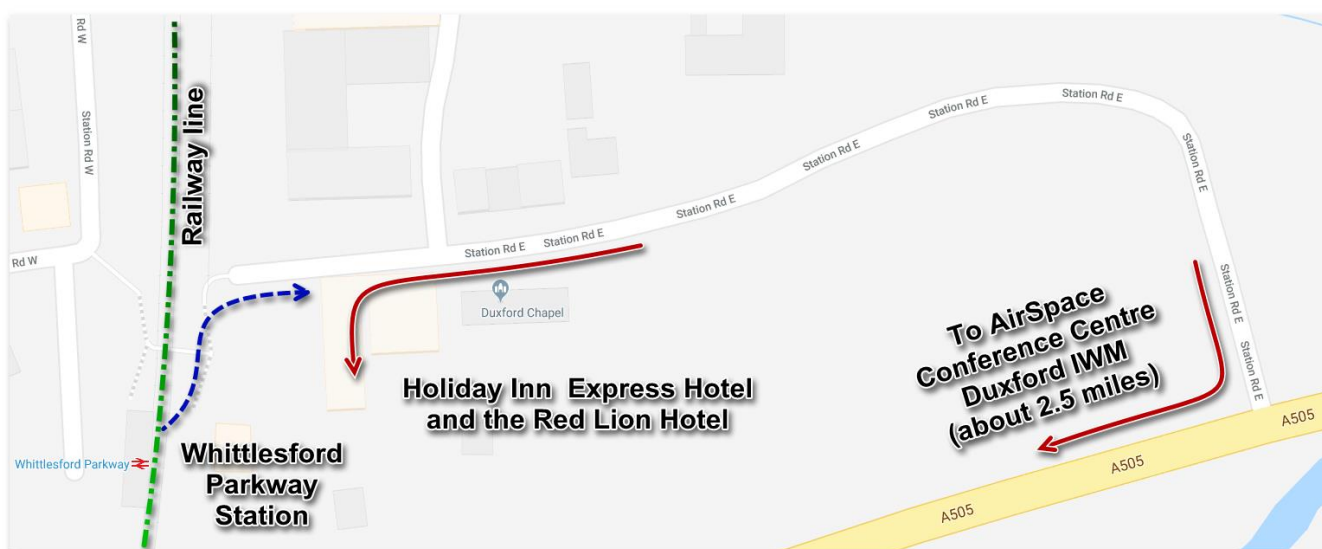 Rd W
Station Rd W
Rd W
Railway line
Station Rd E
Station Rd E
Station Rd E
Station Rd E
Station Rd E
Station Rd E
Station Rd E
Station Rd E
Station Rd E
Duxford Chapel
Holiday Inn Express Hotel
and the Red Lion Hotel
To AirSpace
Conference Centre
Duxford IWM
(about 2.5 miles)
Whittlesford Parkway
Whittlesford
Parkway
Station
A505
A505
A505